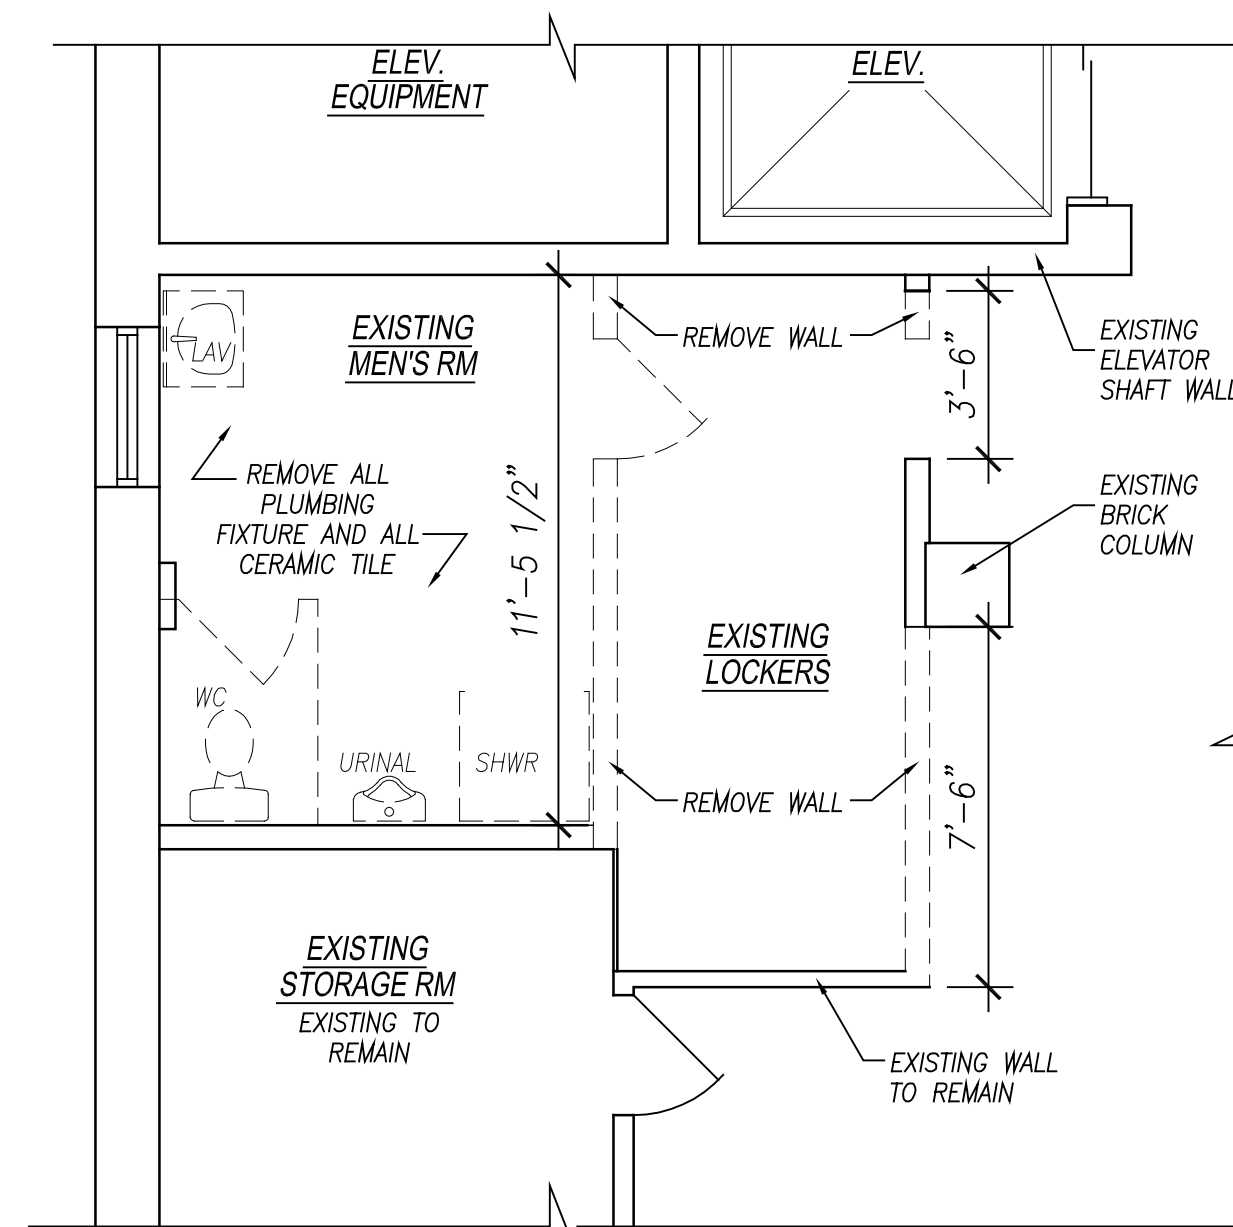 ELEV.
EQUIPMENT
ELEV.
EXISTING
MEN'S RM
LAV
REMOVE WALL
3'-6"
EXISTING
ELEVATOR
SHAFT WALL
REMOVE ALL
PLUMBING
FIXTURE AND ALL
CERAMIC TILE
11'-5 1/2"
EXISTING
BRICK
COLUMN
EXISTING
LOCKERS
WC
URINAL
SHWR
REMOVE WALL
7'-6"
EXISTING
STORAGE RM
EXISTING TO
REMAIN
EXISTING WALL
TO REMAIN